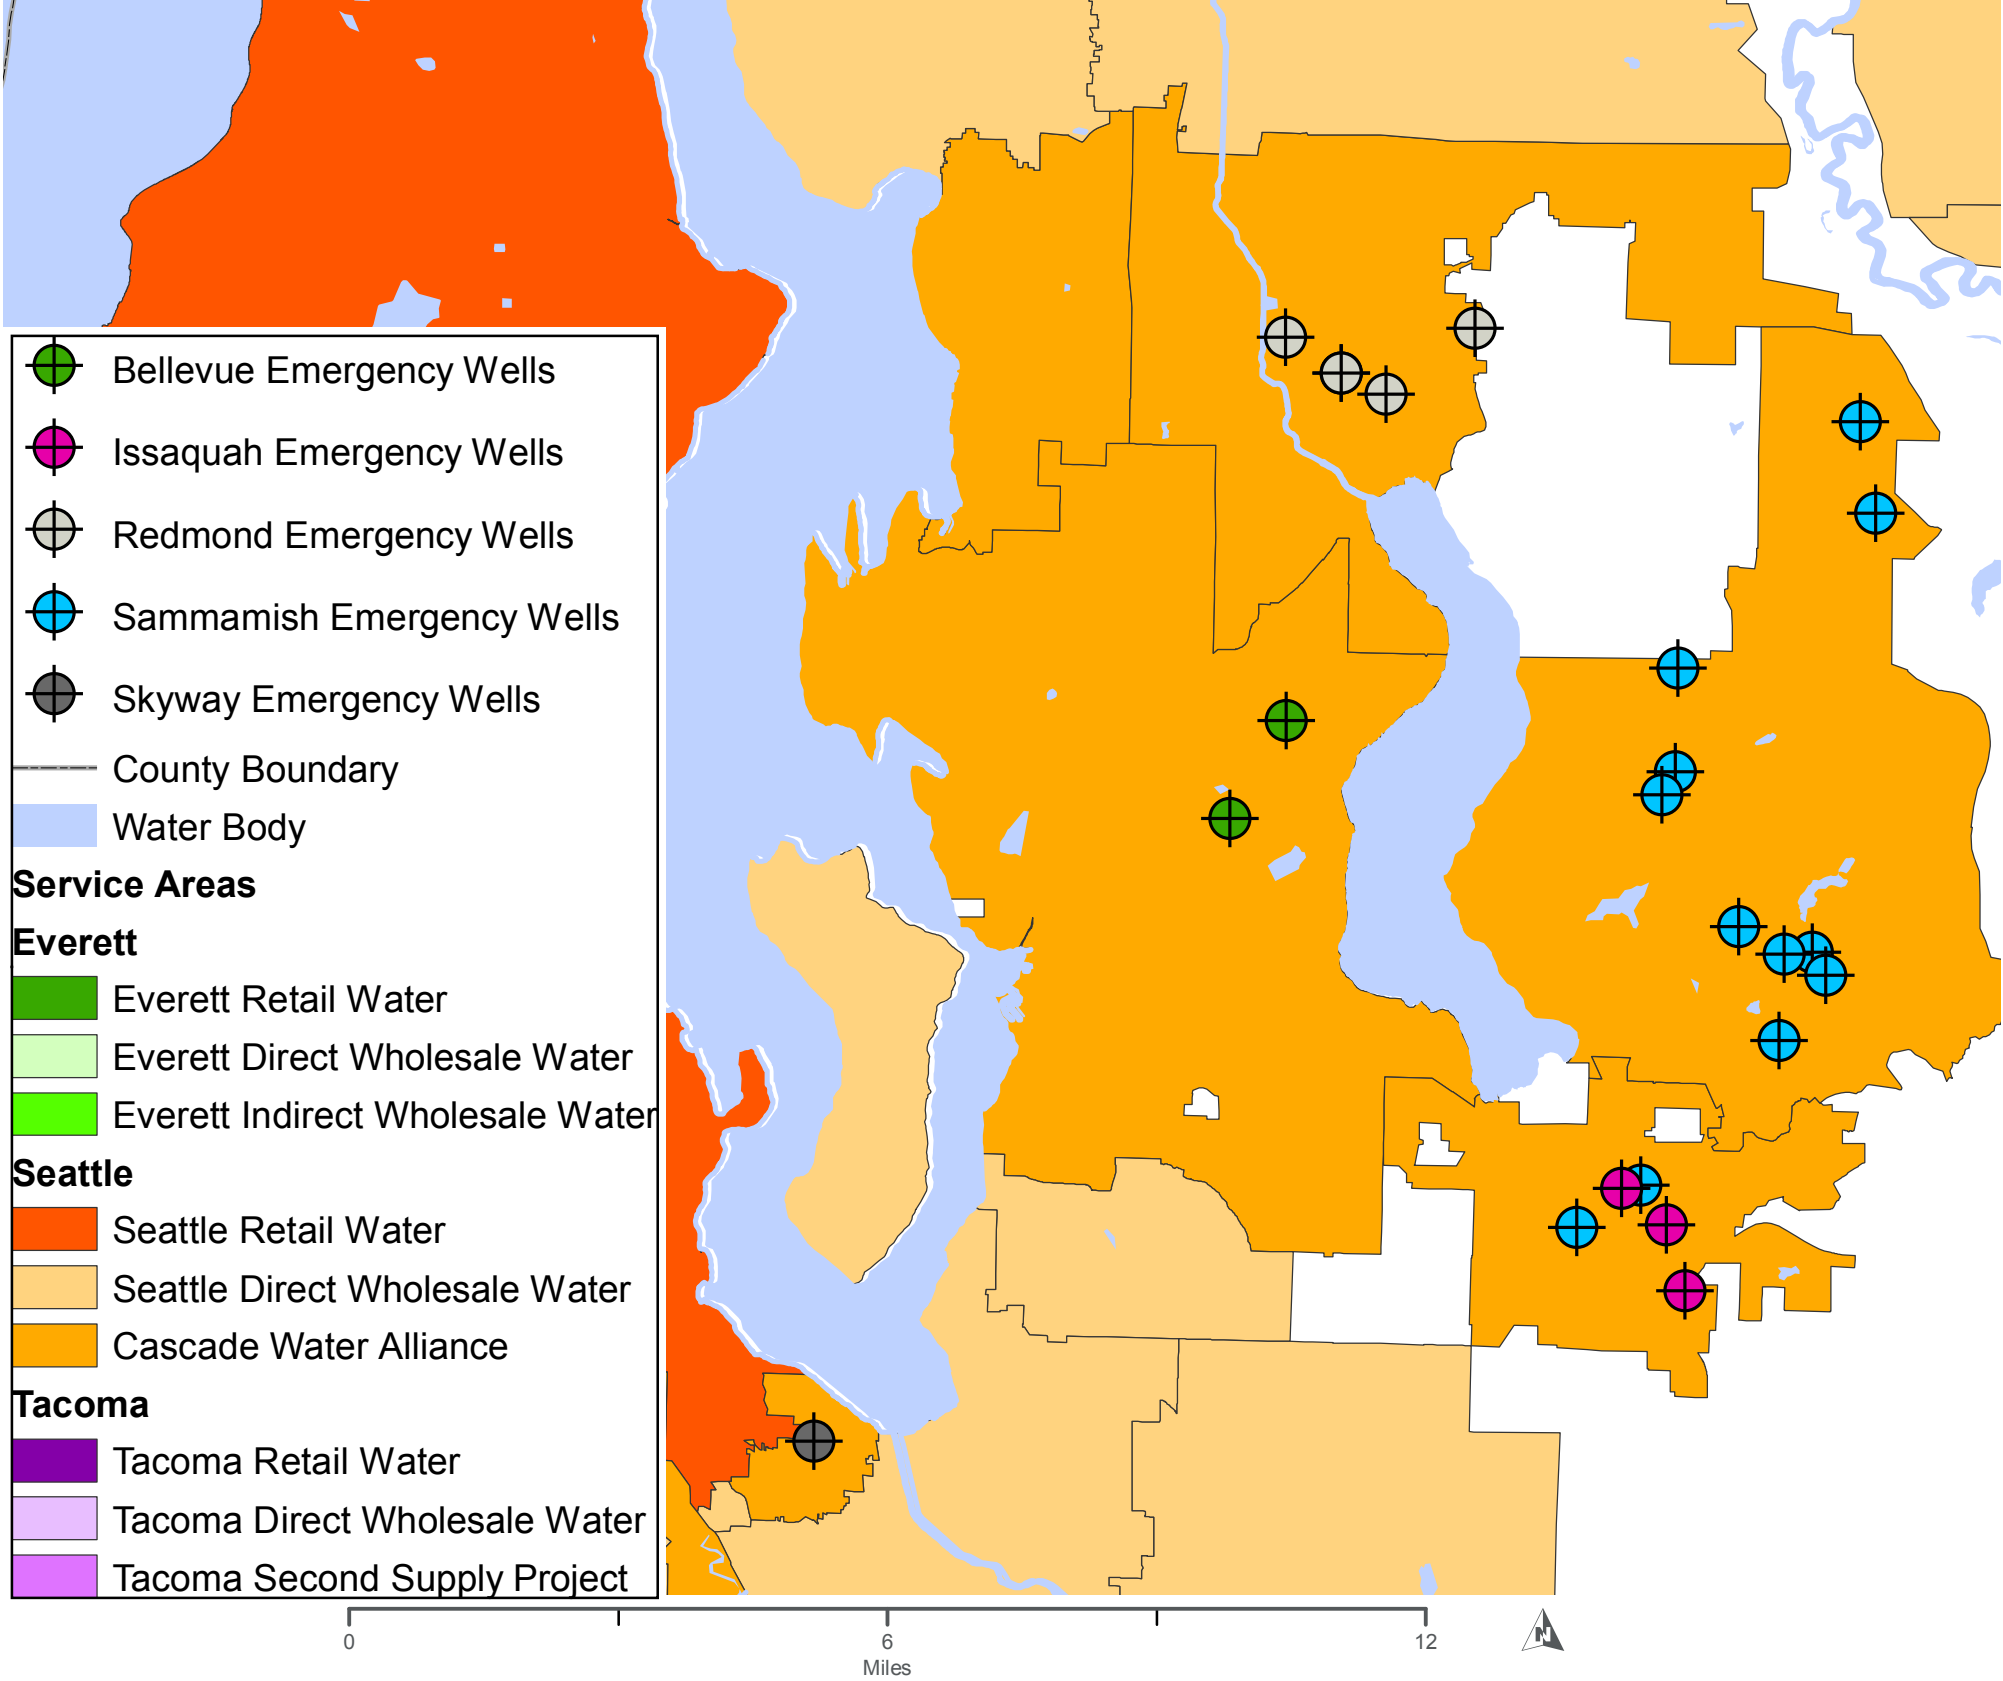 Bellevue Emergency Wells
Issaquah Emergency Wells
Redmond Emergency Wells
Sammamish Emergency Wells
Skyway Emergency Wells
County Boundary
Water Body
Service Areas
Everett
Everett Retail Water
Everett Direct Wholesale Water
Everett Indirect Wholesale Water
Seattle
Seattle Retail Water
Seattle Direct Wholesale Water
Cascade Water Alliance
Tacoma
Tacoma Retail Water
Tacoma Direct Wholesale Water
Tacoma Second Supply Project
0 6 12
Miles
N